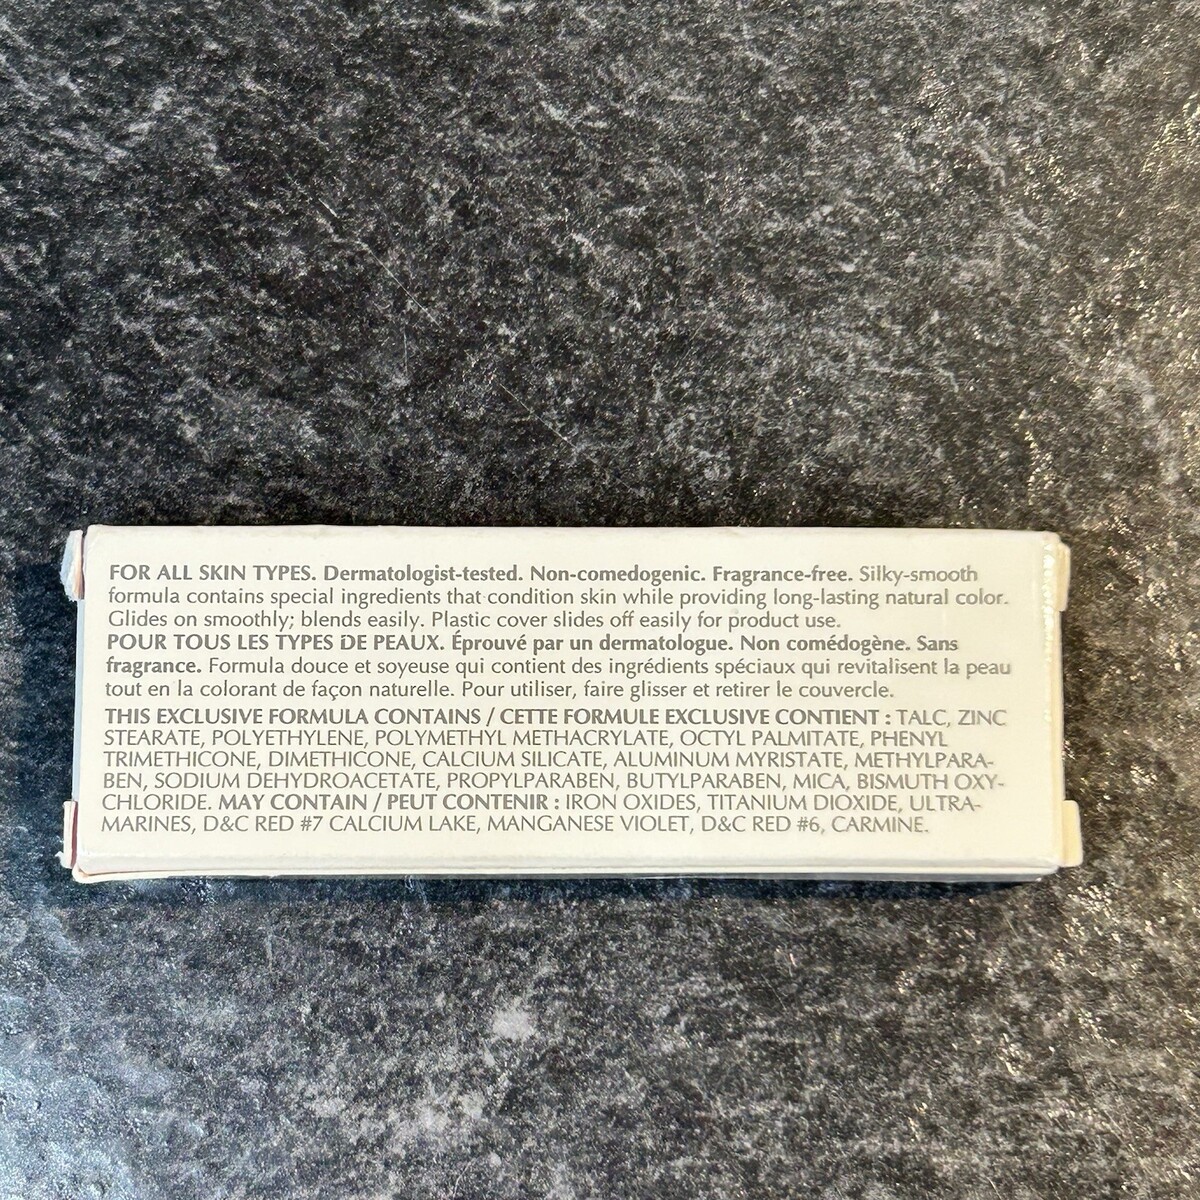 FOR ALL SKIN TYPES. Dermatologist-tested. Non-comedogenic. Fragrance-free. Silky-smooth
formula contains special ingredients that condition skin while providing long-lasting natural color.
Glides on smoothly; blends easily. Plastic cover slides off easily for product use.
POUR TOUS LES TYPES DE PEAUX. Éprouvé par un dermatologue. Non comédogène. Sans
fragrance. Formula douce et soyeuse qui contient des ingrédients spéciaux qui revitalisent la peau
tout en la colorant de façon naturelle. Pour utiliser, faire glisser et retirer le couvercle.
THIS EXCLUSIVE FORMULA CONTAINS / CETTE FORMULE EXCLUSIVE CONTIENT : TALC, ZINC
STEARATE, POLYETHYLENE, POLYMETHYL METHACRYLATE, OCTYL PALMITATE, PHENYL
TRIMETHICONE, DIMETHICONE, CALCIUM SILICATE, ALUMINUM MYRISTATE, METHYLPARA-
BEN, SODIUM DEHYDROACETATE, PROPYLPARABEN, BUTYLPARABEN, MICA, BISMUTH OXY-
CHLORIDE. MAY CONTAIN / PEUT CONTENIR : IRON OXIDES, TITANIUM DIOXIDE, ULTRA-
MARINES, D&C RED #7 CALCIUM LAKE, MANGANESE VIOLET, D&C RED #6, CARMINE.